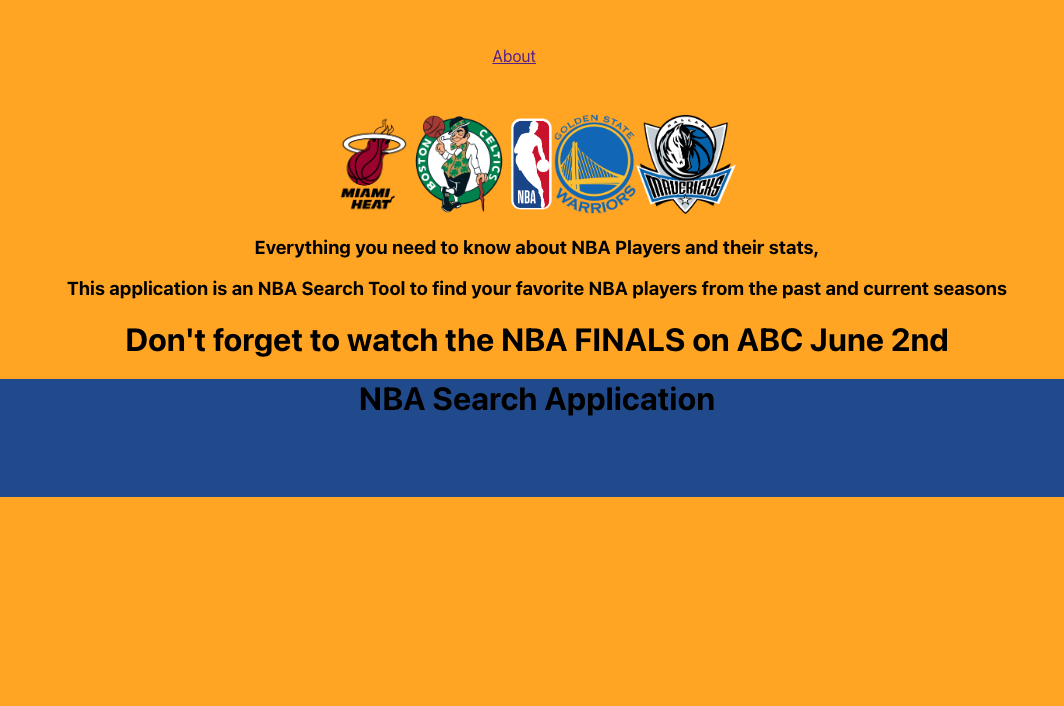 About
MIAMI HEAT
BOSTON CELTICS
NBA
GOLDEN STATE WARRIORS
DALLAS MAVERICKS
Everything you need to know about NBA Players and their stats,
This application is an NBA Search Tool to find your favorite NBA players from the past and current seasons
Don't forget to watch the NBA FINALS on ABC June 2nd
NBA Search Application